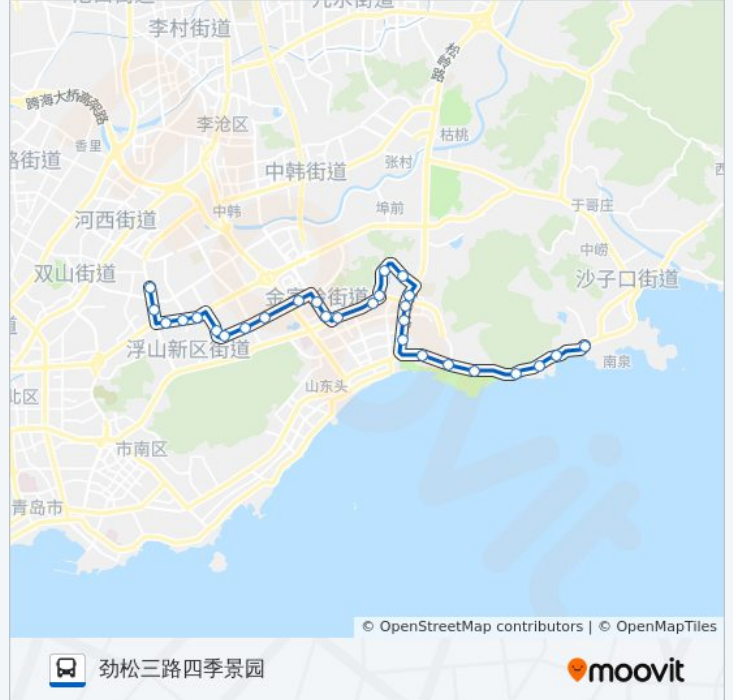 李村街道
松岭路
跨海大桥高架路
李沧区
枯桃
香里
张村
路街道
中韩街道
西
中韩
埠前
于哥庄
河西街道
中崂
双山街道
沙子口街道
街道
道
浮山新区街道
南泉
山东头
北区
市南区
青岛市
© OpenStreetMap contributors | © OpenMapTiles
劲松三路四季景园
moovit